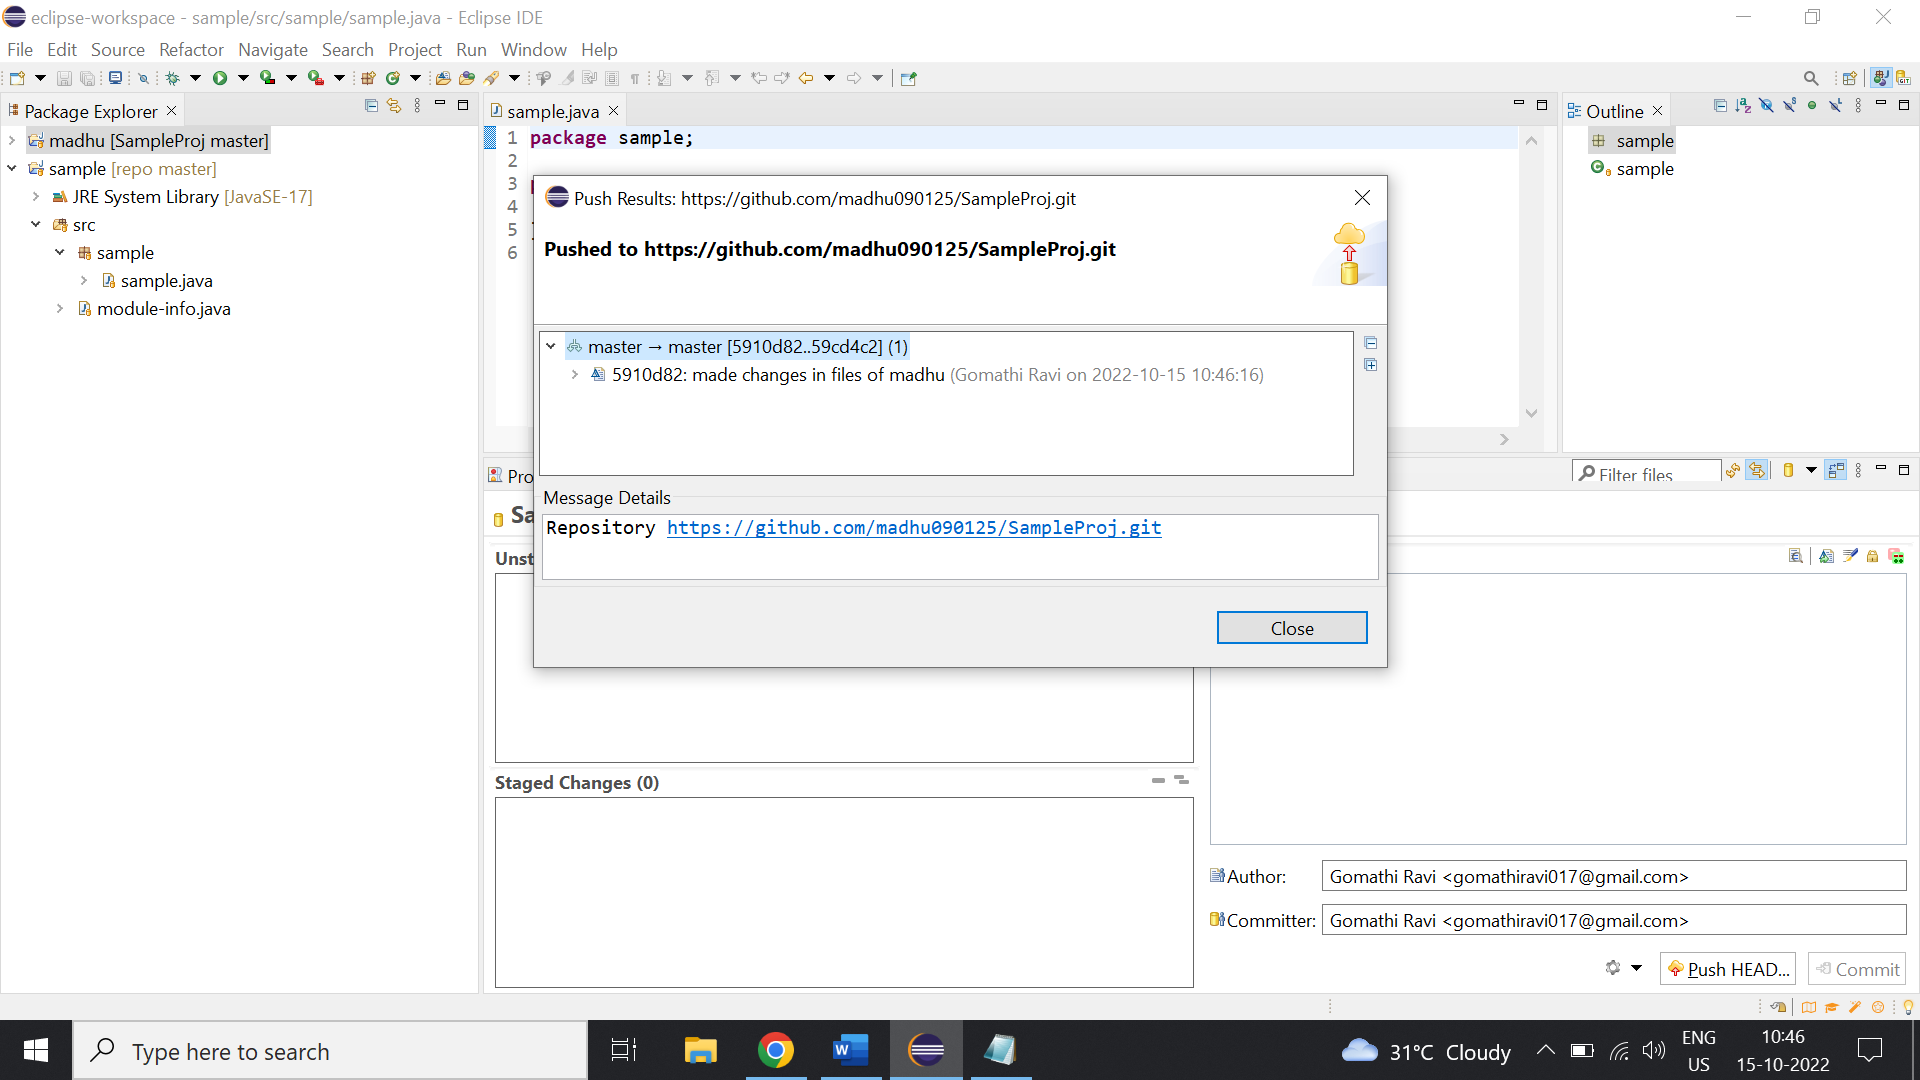 eclipse-workspace - sample/src/sample/sample.java - Eclipse IDE
File Edit Source Refactor Navigate Search Project Run Window Help
Package Explorer
madhu [SampleProj master]
sample [repo master]
JRE System Library [JavaSE-17]
src
sample
sample.java
module-info.java
sample.java
1 package sample;
2
3
4
5
6
Outline
sample
sample
Push Results: https://github.com/madhu090125/SampleProj.git
Pushed to https://github.com/madhu090125/SampleProj.git
master → master [5910d82..59cd4c2] (1)
5910d82: made changes in files of madhu (Gomathi Ravi on 2022-10-15 10:46:16)
Message Details
Repository https://github.com/madhu090125/SampleProj.git
Close
Filter files
Staged Changes (0)
Author: Gomathi Ravi <gomathiravi017@gmail.com>
Committer: Gomathi Ravi <gomathiravi017@gmail.com>
Push HEAD...
Commit
Type here to search
31°C Cloudy
ENG
US
10:46
15-10-2022